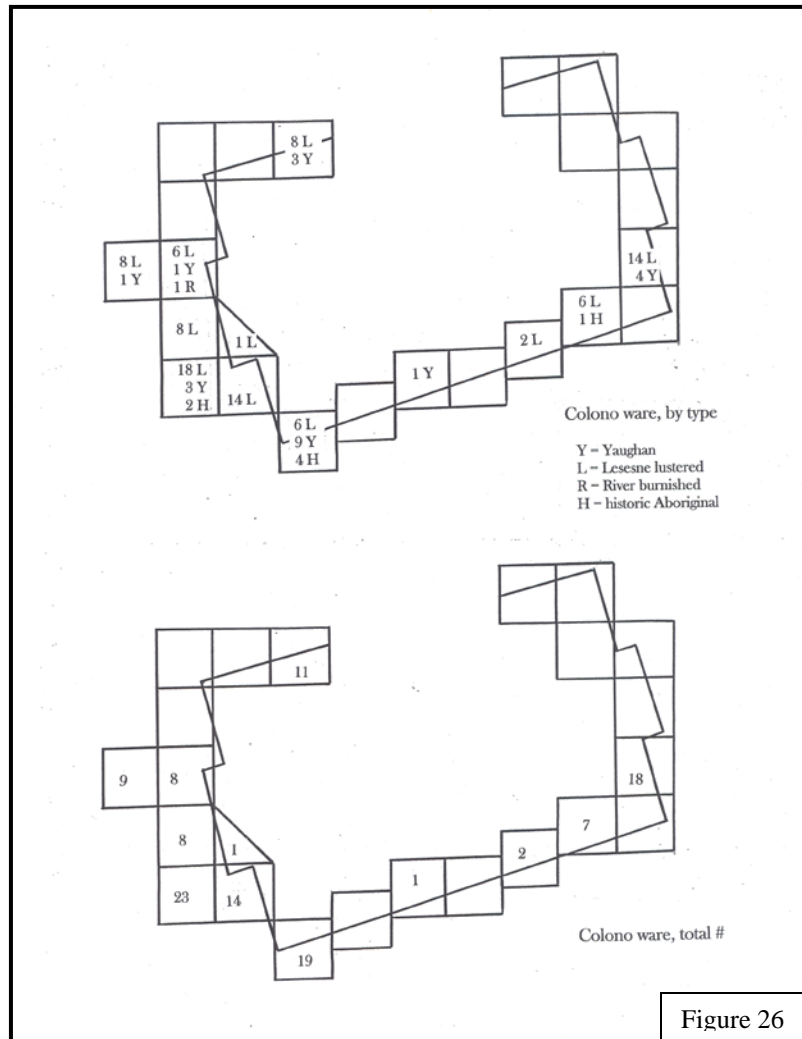 8 L
3 Y
8 L
1 Y
6 L
1 Y
1 R
14 L
4 Y
6 L
1 H
8 L
1 L
2 L
18 L
3 Y
2 H
14 L
1 Y
6 L
9 Y
4 H
Colono ware, by type
Y = Yaughan
L = Lesesne lustered
R = River burnished
H = historic Aboriginal
11
9
8
18
8
1
7
2
23
14
1
19
Colono ware, total #
Figure 26